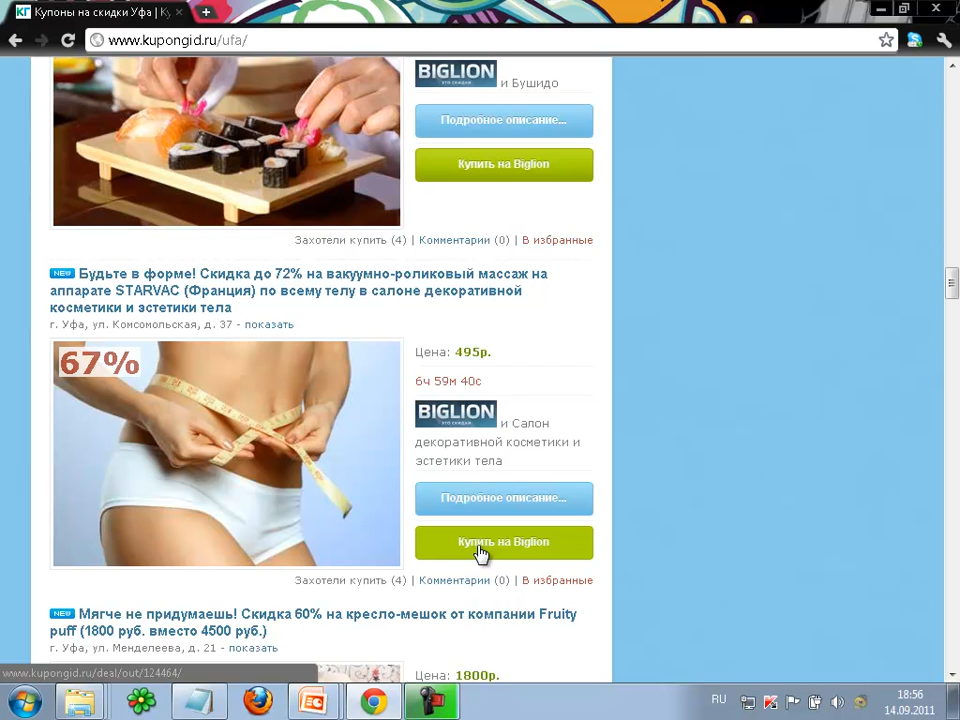 Купоны на скидки Уфа | К
www.kupongid.ru/ufa/
BIGLION и Бушидо
ЭТО СКИДКИ
Подробное описание...
Купить на Biglion
Захотели купить (4) | Комментарии (0) | В избранные
NEW Будьте в форме! Скидка до 72% на вакуумно-роликовый массаж на
аппарате STARVAC (Франция) по всему телу в салоне декоративной
косметики и эстетики тела
г. Уфа, ул. Комсомольская, д. 37 - показать
67%
Цена: 495р.
6ч 59м 40с
BIGLION и Салон
ЭТО СКИДКИ
декоративной косметики и
эстетики тела
Подробное описание...
Купить на Biglion
Захотели купить (4) | Комментарии (0) | В избранные
NEW Мягче не придумаешь! Скидка 60% на кресло-мешок от компании Fruity
puff (1800 руб. вместо 4500 руб.)
г. Уфа, ул. Менделеева, д. 21 - показать
Цена: 1800р.
www.kupongid.ru/deal/out/124464/
RU
18:56
14.09.2011